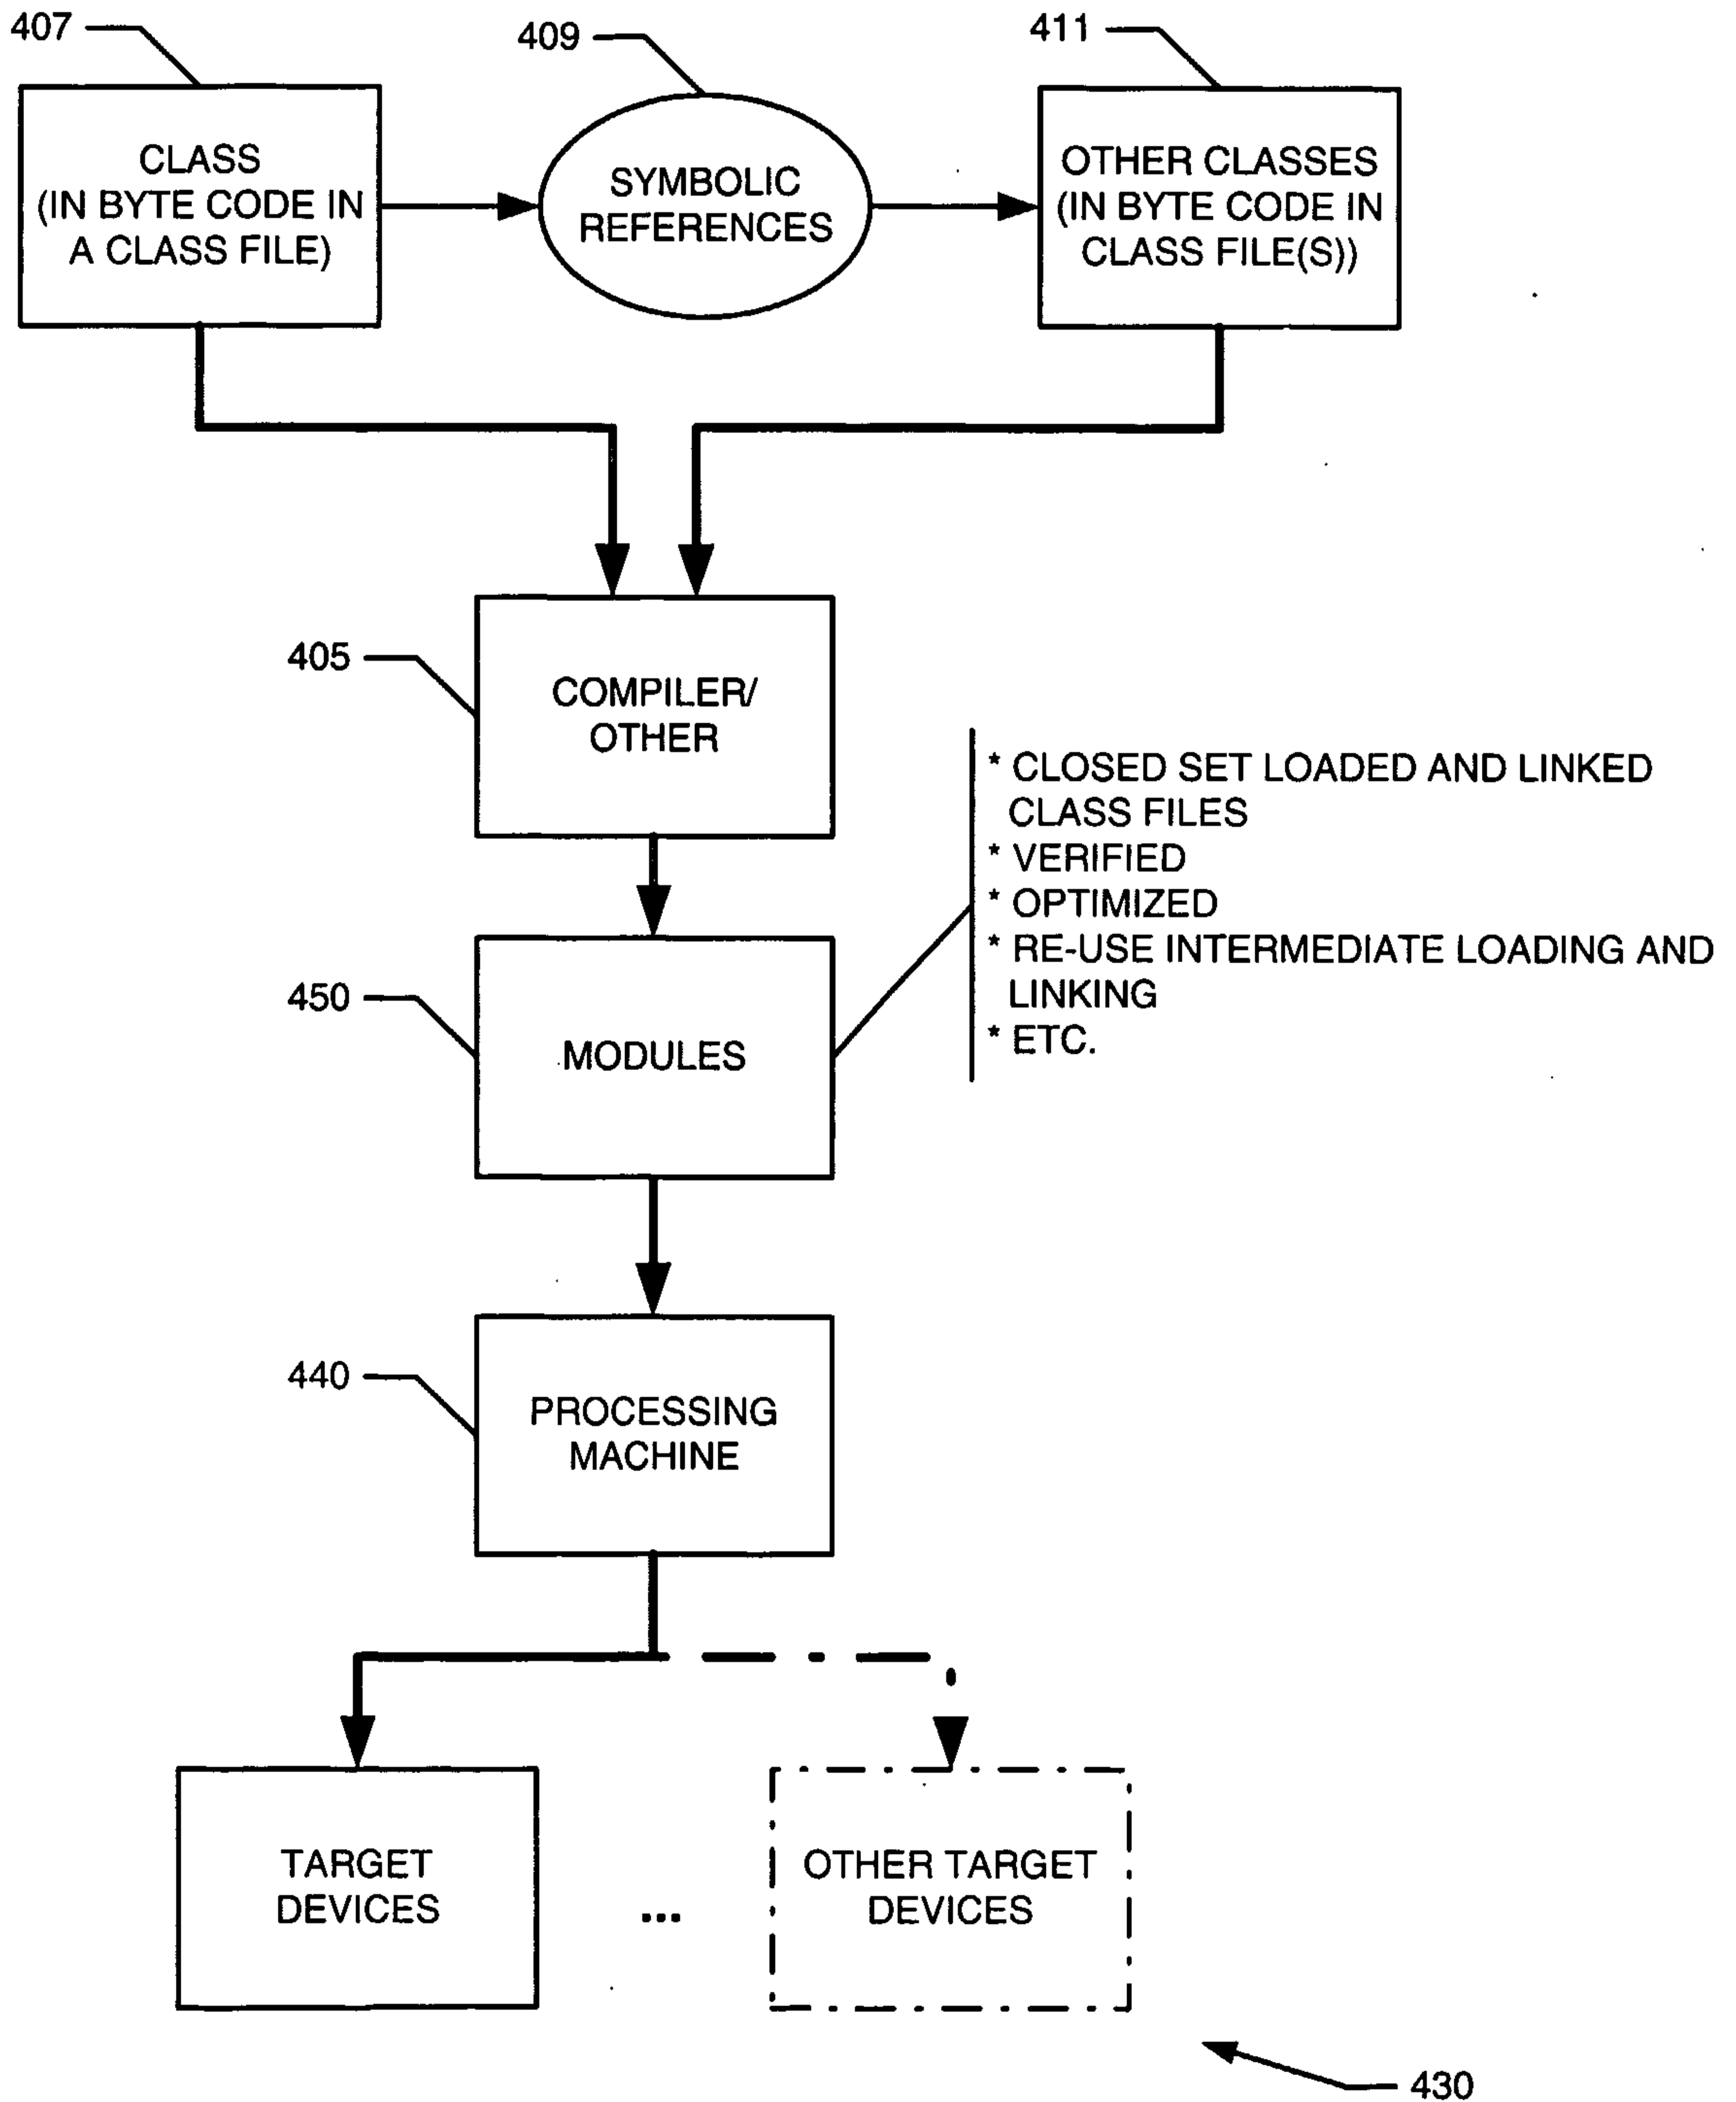 407
409
411
CLASS
(IN BYTE CODE IN
A CLASS FILE)
SYMBOLIC
REFERENCES
OTHER CLASSES
(IN BYTE CODE IN
CLASS FILE(S))
405
COMPILER/
OTHER
* CLOSED SET LOADED AND LINKED
CLASS FILES
* VERIFIED
* OPTIMIZED
* RE-USE INTERMEDIATE LOADING AND
LINKING
* ETC.
450
MODULES
440
PROCESSING
MACHINE
TARGET
DEVICES
...
OTHER TARGET
DEVICES
430